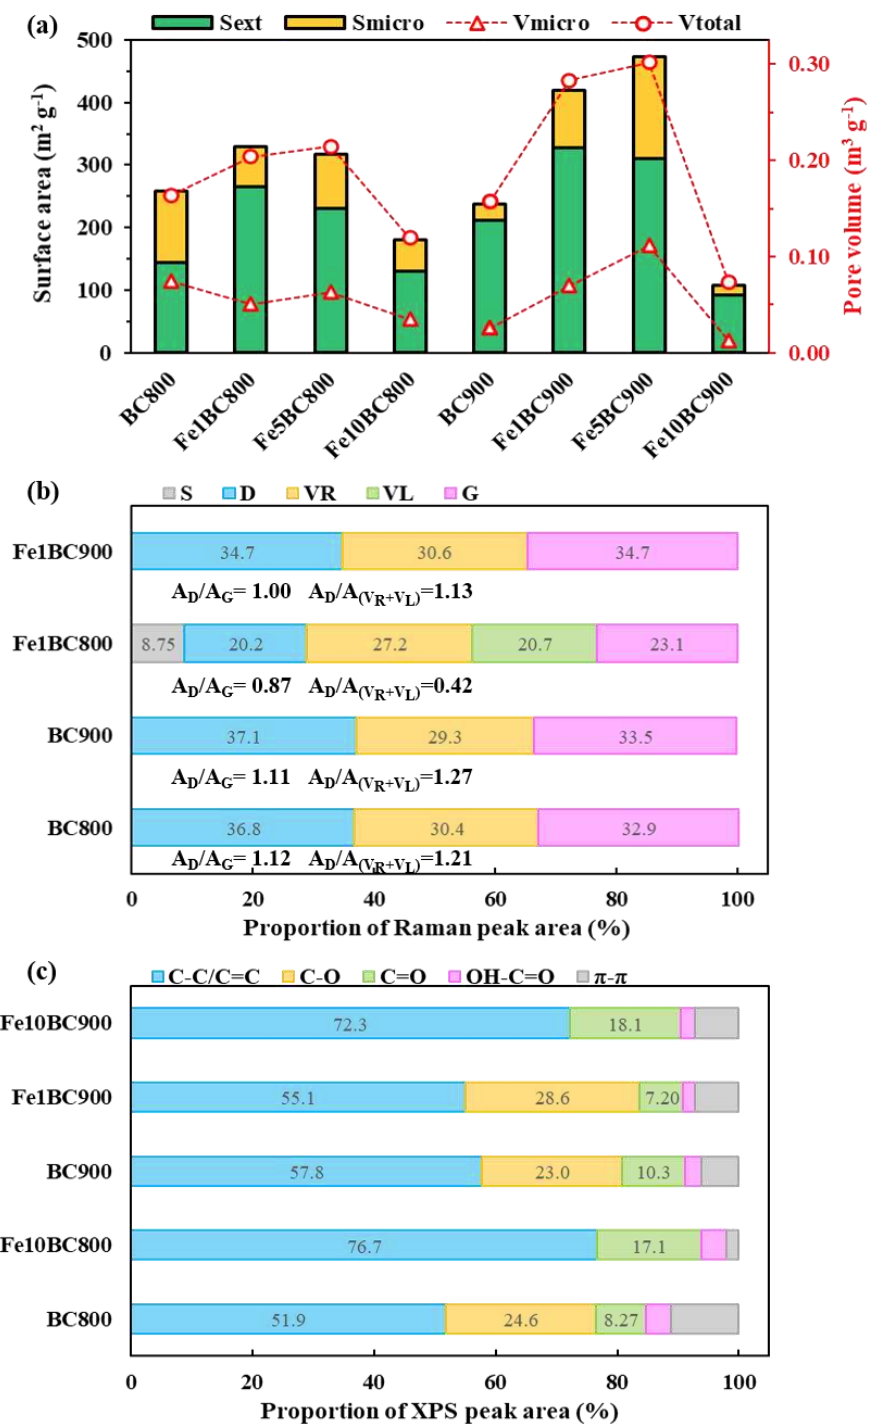 (a) Sext Smicro Vmicro Vtotal
500
400
300
200
100
0
Surface area (m² g⁻¹)
0.30
0.20
0.10
0.00
Pore volume (m³ g⁻¹)
BC800 Fe1BC800 Fe5BC800 Fe10BC800 BC900 Fe1BC900 Fe5BC900 Fe10BC900
(b) S D VR VL G
Fe1BC900 34.7 30.6 34.7
A_D/A_G= 1.00 A_D/A_(V_R+V_L)=1.13
Fe1BC800 8.75 20.2 27.2 20.7 23.1
A_D/A_G= 0.87 A_D/A_(V_R+V_L)=0.42
BC900 37.1 29.3 33.5
A_D/A_G= 1.11 A_D/A_(V_R+V_L)=1.27
BC800 36.8 30.4 32.9
A_D/A_G= 1.12 A_D/A_(V_R+V_L)=1.21
0 20 40 60 80 100
Proportion of Raman peak area (%)
(c) C-C/C=C C-O C=O OH-C=O π-π
Fe10BC900 72.3 18.1
Fe1BC900 55.1 28.6 7.20
BC900 57.8 23.0 10.3
Fe10BC800 76.7 17.1
BC800 51.9 24.6 8.27
0 20 40 60 80 100
Proportion of XPS peak area (%)